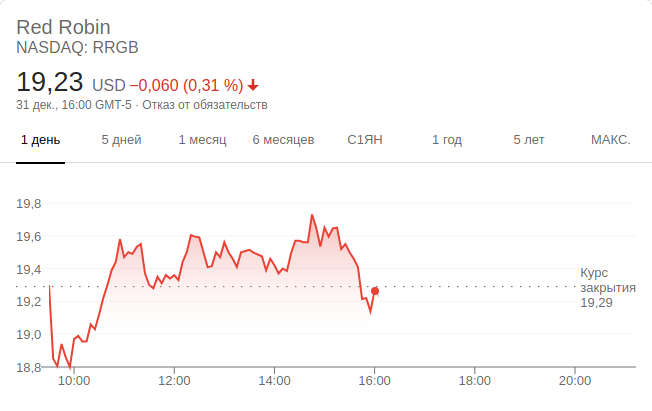 Red Robin
NASDAQ: RRGB
19,23 USD −0,060 (0,31 %)
31 дек., 16:00 GMT-5 · Отказ от обязательств
1 день 5 дней 1 месяц 6 месяцев С1ЯН 1 год 5 лет МАКС.
19,8
19,6
19,4
Курс
закрытия
19,29
19,2
19,0
18,8
10:00 12:00 14:00 16:00 18:00 20:00